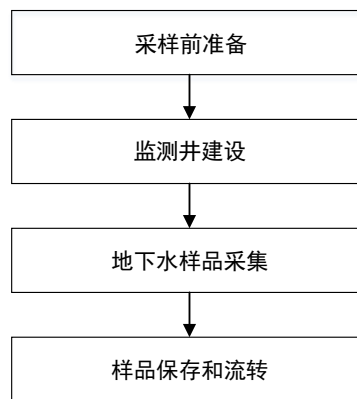 采样前准备
监测井建设
地下水样品采集
样品保存和流转